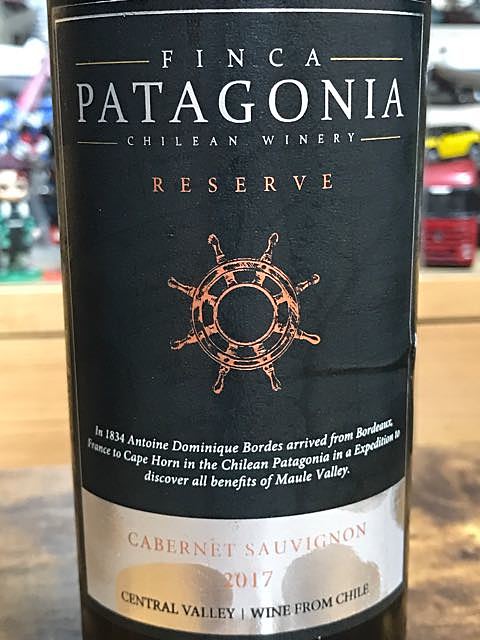 FINCA
PATAGONIA
CHILEAN WINERY
RESERVE
In 1834 Antoine Dominique Bordes arrived from Bordeaux,
France to Cape Horn in the Chilean Patagonia in a Expedition to
discover all benefits of Maule Valley.
CABERNET SAUVIGNON
2017
CENTRAL VALLEY | WINE FROM CHILE